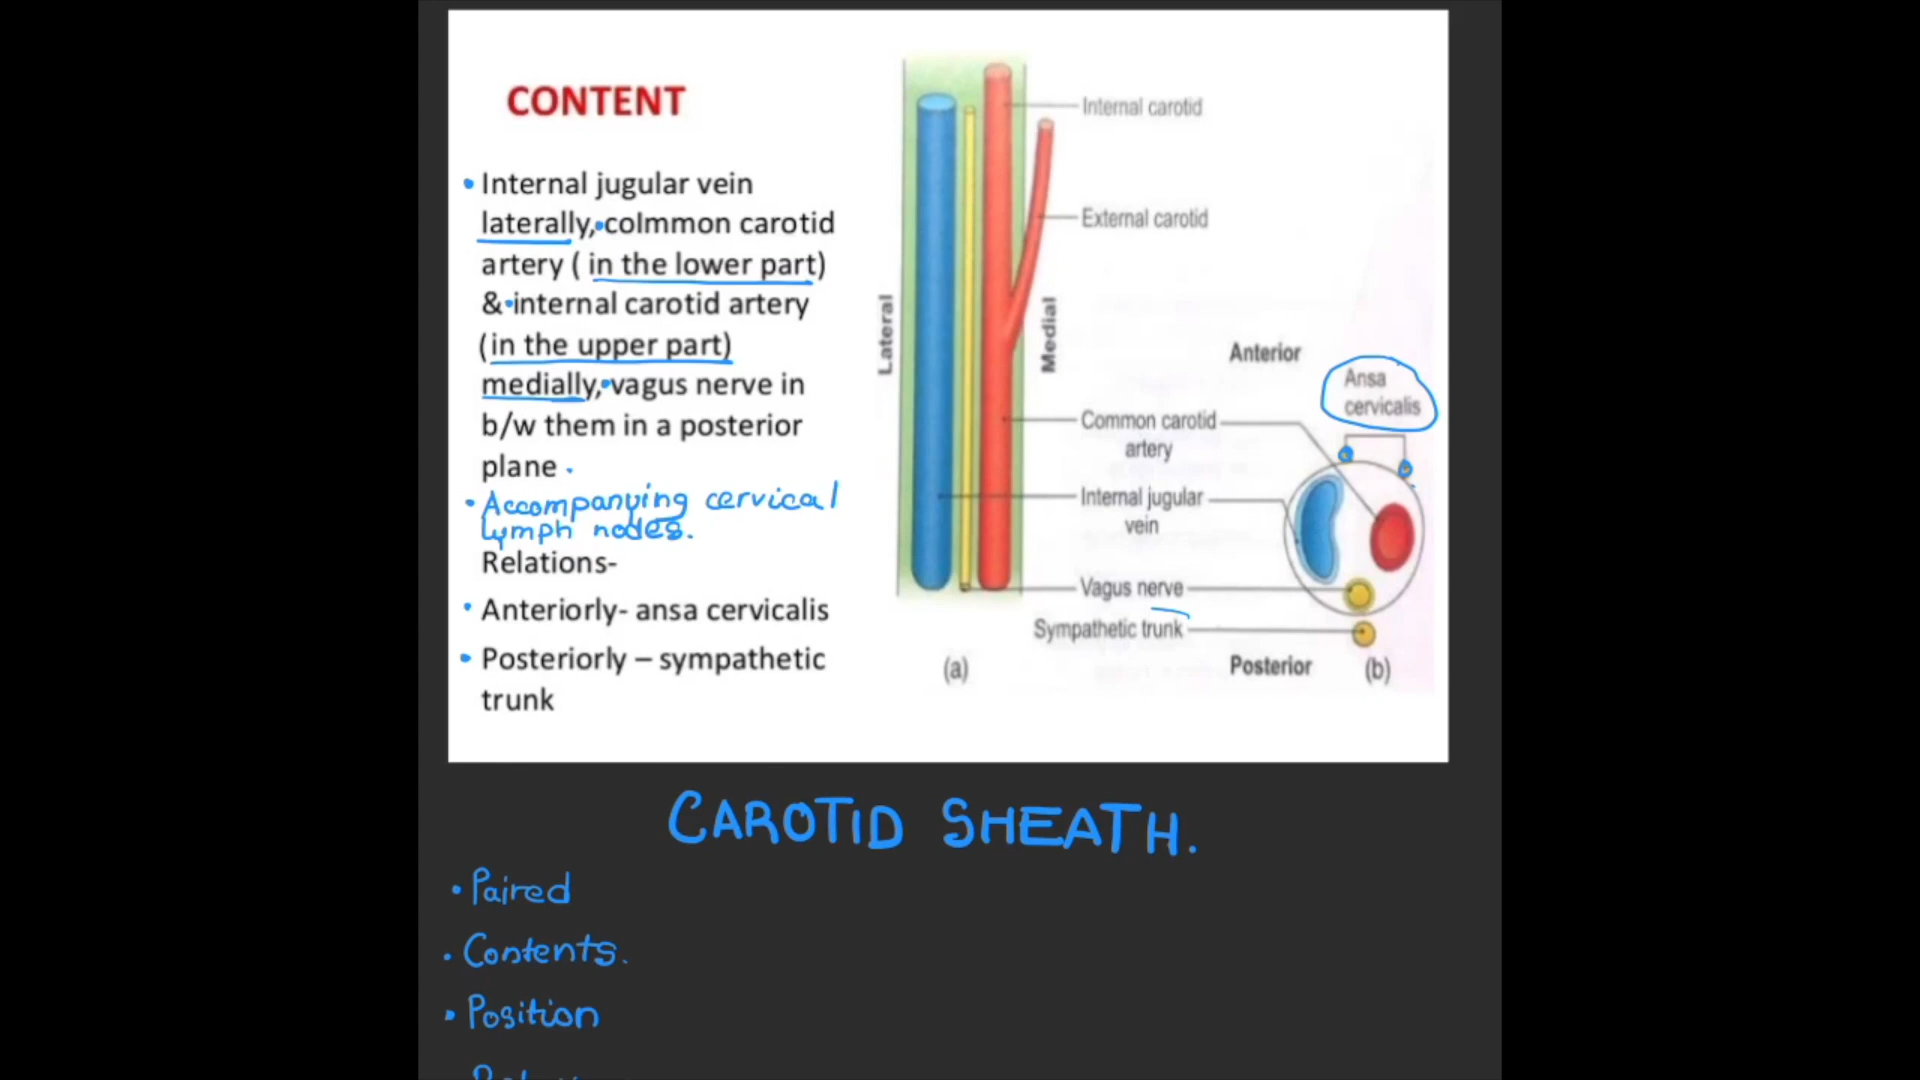 CONTENT
Internal jugular vein
laterally, colmmon carotid
artery ( in the lower part)
& internal carotid artery
(in the upper part)
medially, vagus nerve in
b/w them in a posterior
plane .
• Accompanying cervical
lymph nodes.
Relations-
• Anteriorly- ansa cervicalis
• Posteriorly – sympathetic
trunk
Internal carotid
External carotid
Lateral
Medial
Anterior
Ansa
cervicalis
Common carotid
artery
Internal jugular
vein
Vagus nerve
Sympathetic trunk
Posterior
(a)
(b)
CAROTID SHEATH.
• Paired
• Contents.
• Position